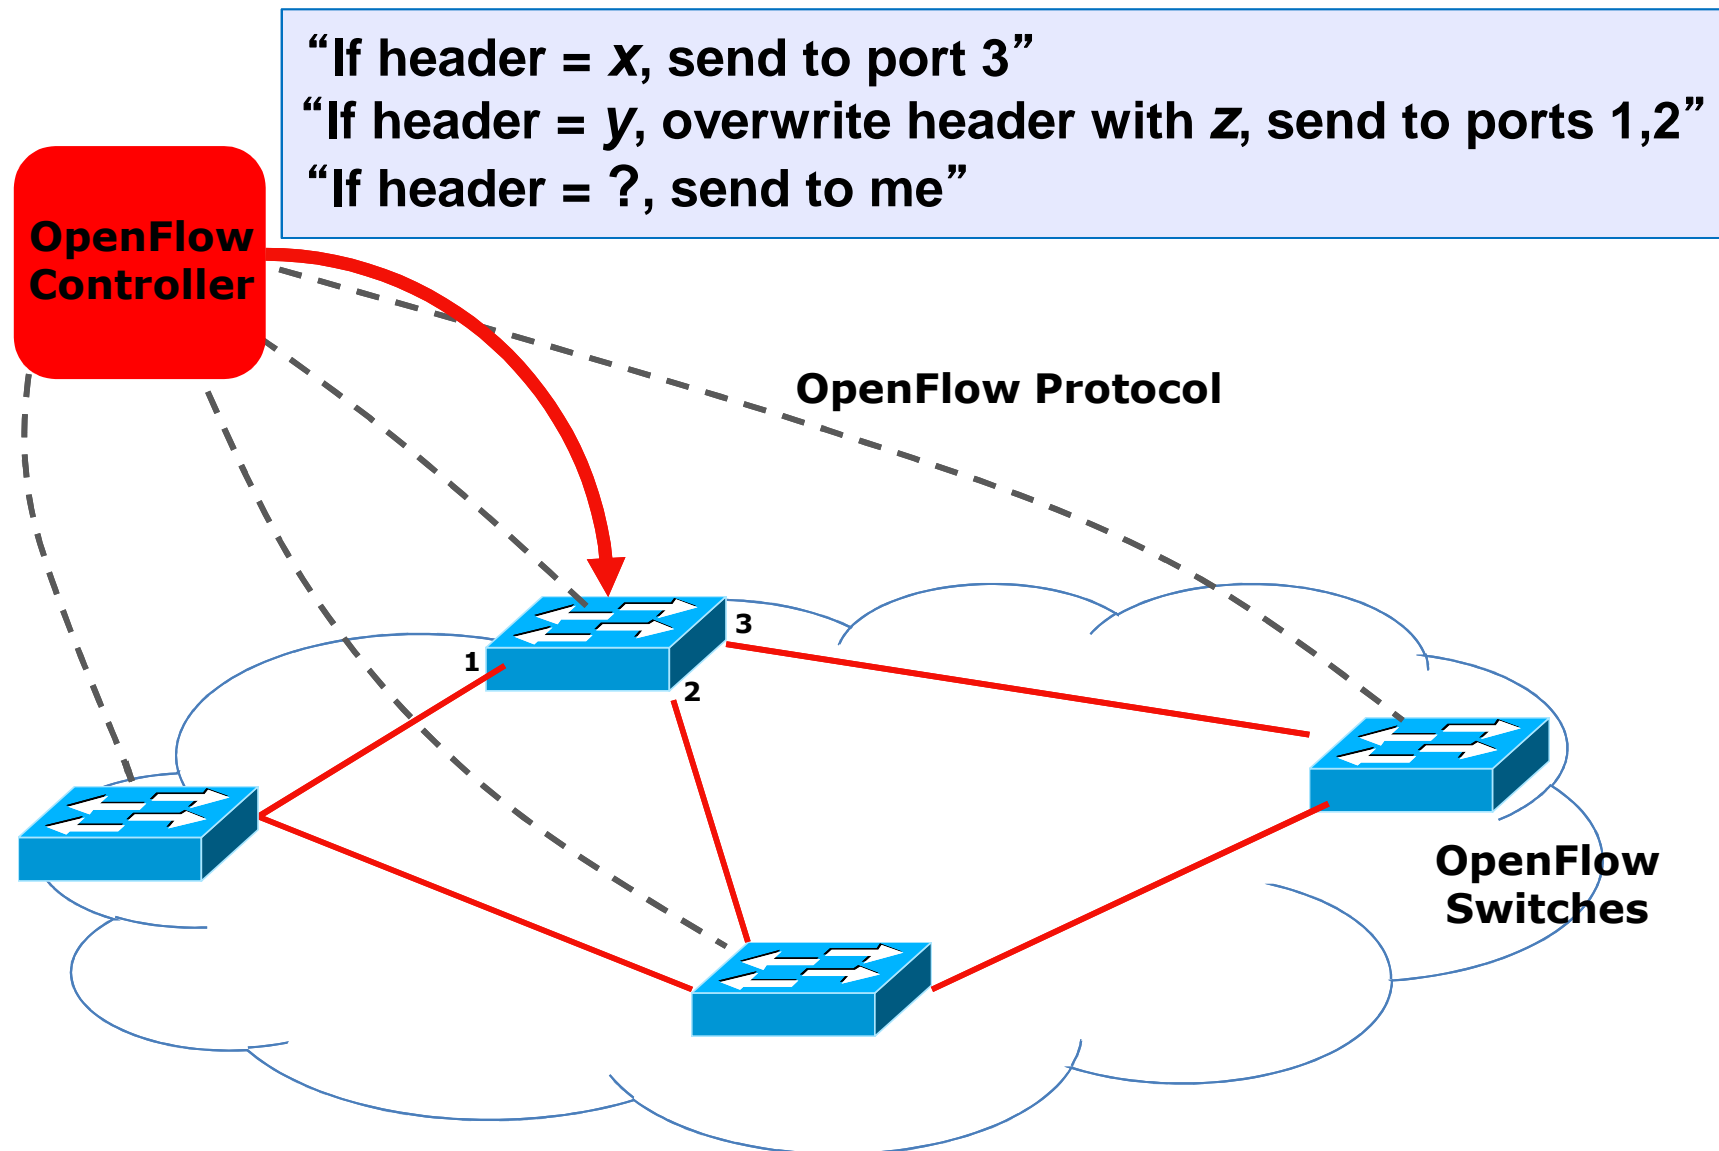 “If header = x, send to port 3”
“If header = y, overwrite header with z, send to ports 1,2”
“If header = ?, send to me”
OpenFlow
Controller
OpenFlow Protocol
3
1
2
OpenFlow
Switches